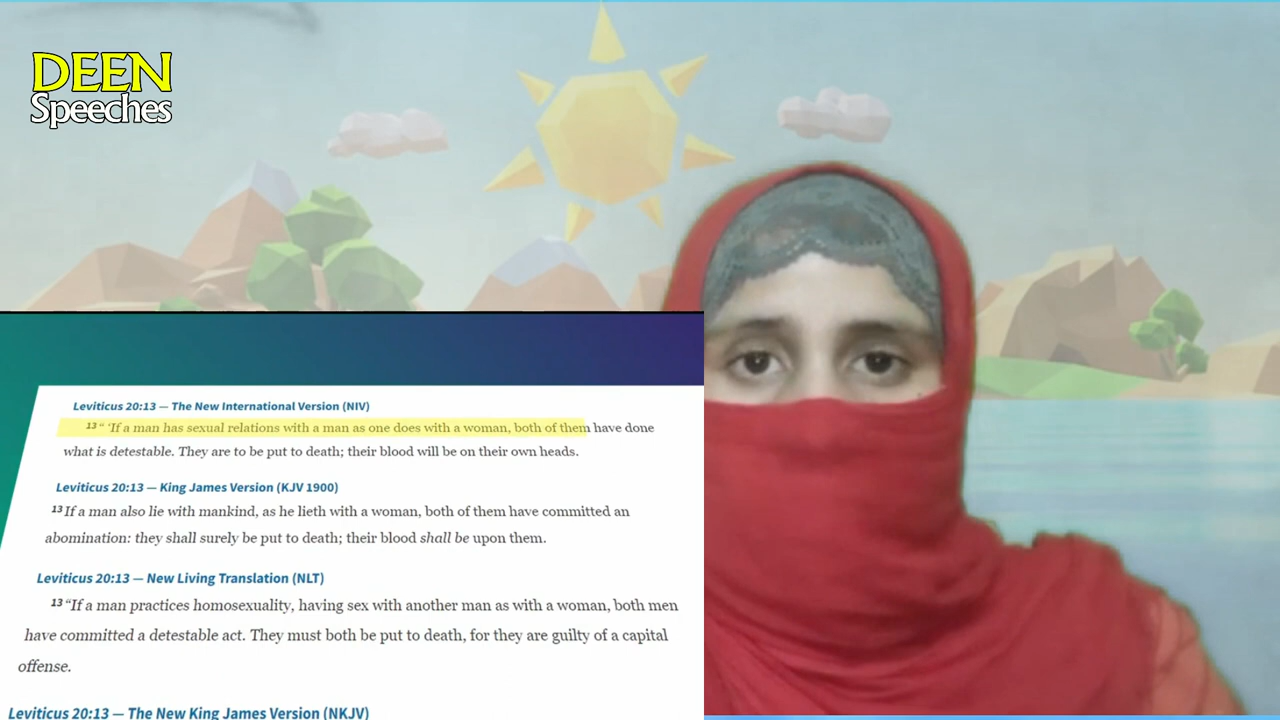 DEEN
Speeches
Leviticus 20:13 — The New International Version (NIV)
13 “ ‘If a man has sexual relations with a man as one does with a woman, both of them have done
what is detestable. They are to be put to death; their blood will be on their own heads.
Leviticus 20:13 — King James Version (KJV 1900)
13 If a man also lie with mankind, as he lieth with a woman, both of them have committed an
abomination: they shall surely be put to death; their blood shall be upon them.
Leviticus 20:13 — New Living Translation (NLT)
13 “If a man practices homosexuality, having sex with another man as with a woman, both men
have committed a detestable act. They must both be put to death, for they are guilty of a capital
offense.
Leviticus 20:13 — The New King James Version (NKJV)